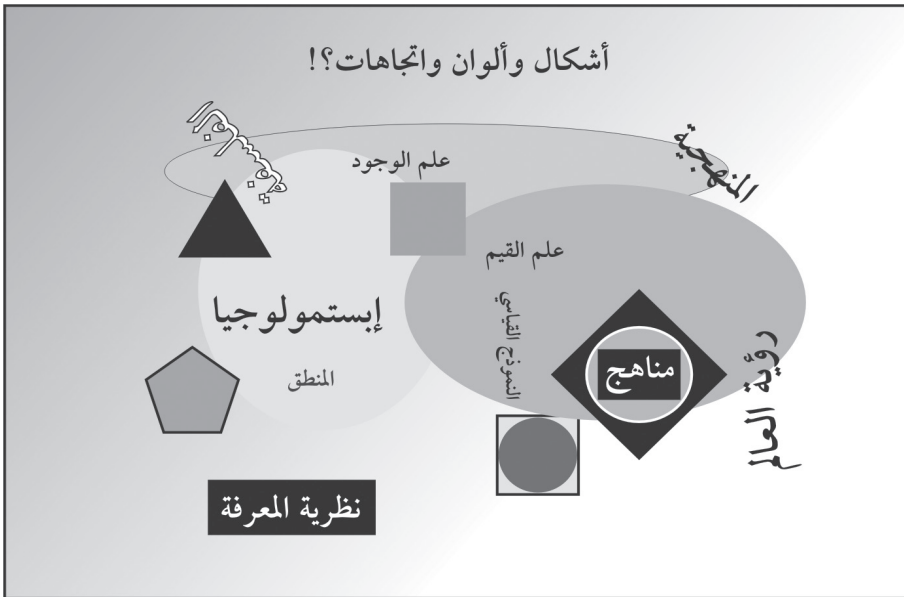 أشكال وألوان واتجاهات؟!
المنهجية
علم الوجود
علم القيم
النموذج القياسي
إبستمولوجيا
المنطق
مناهج
رؤية العالم
نظرية المعرفة